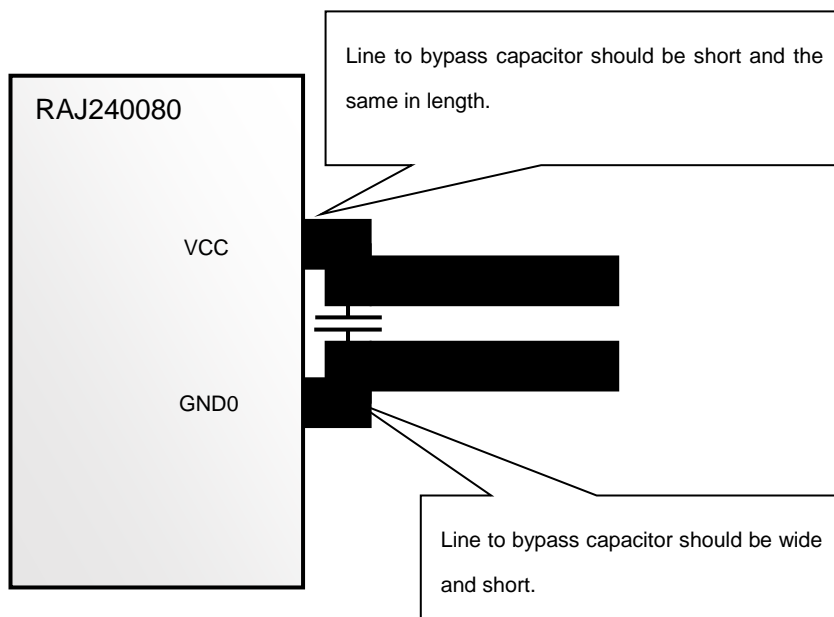 Line to bypass capacitor should be short and the
same in length.
RAJ240080
VCC
GND0
Line to bypass capacitor should be wide
and short.